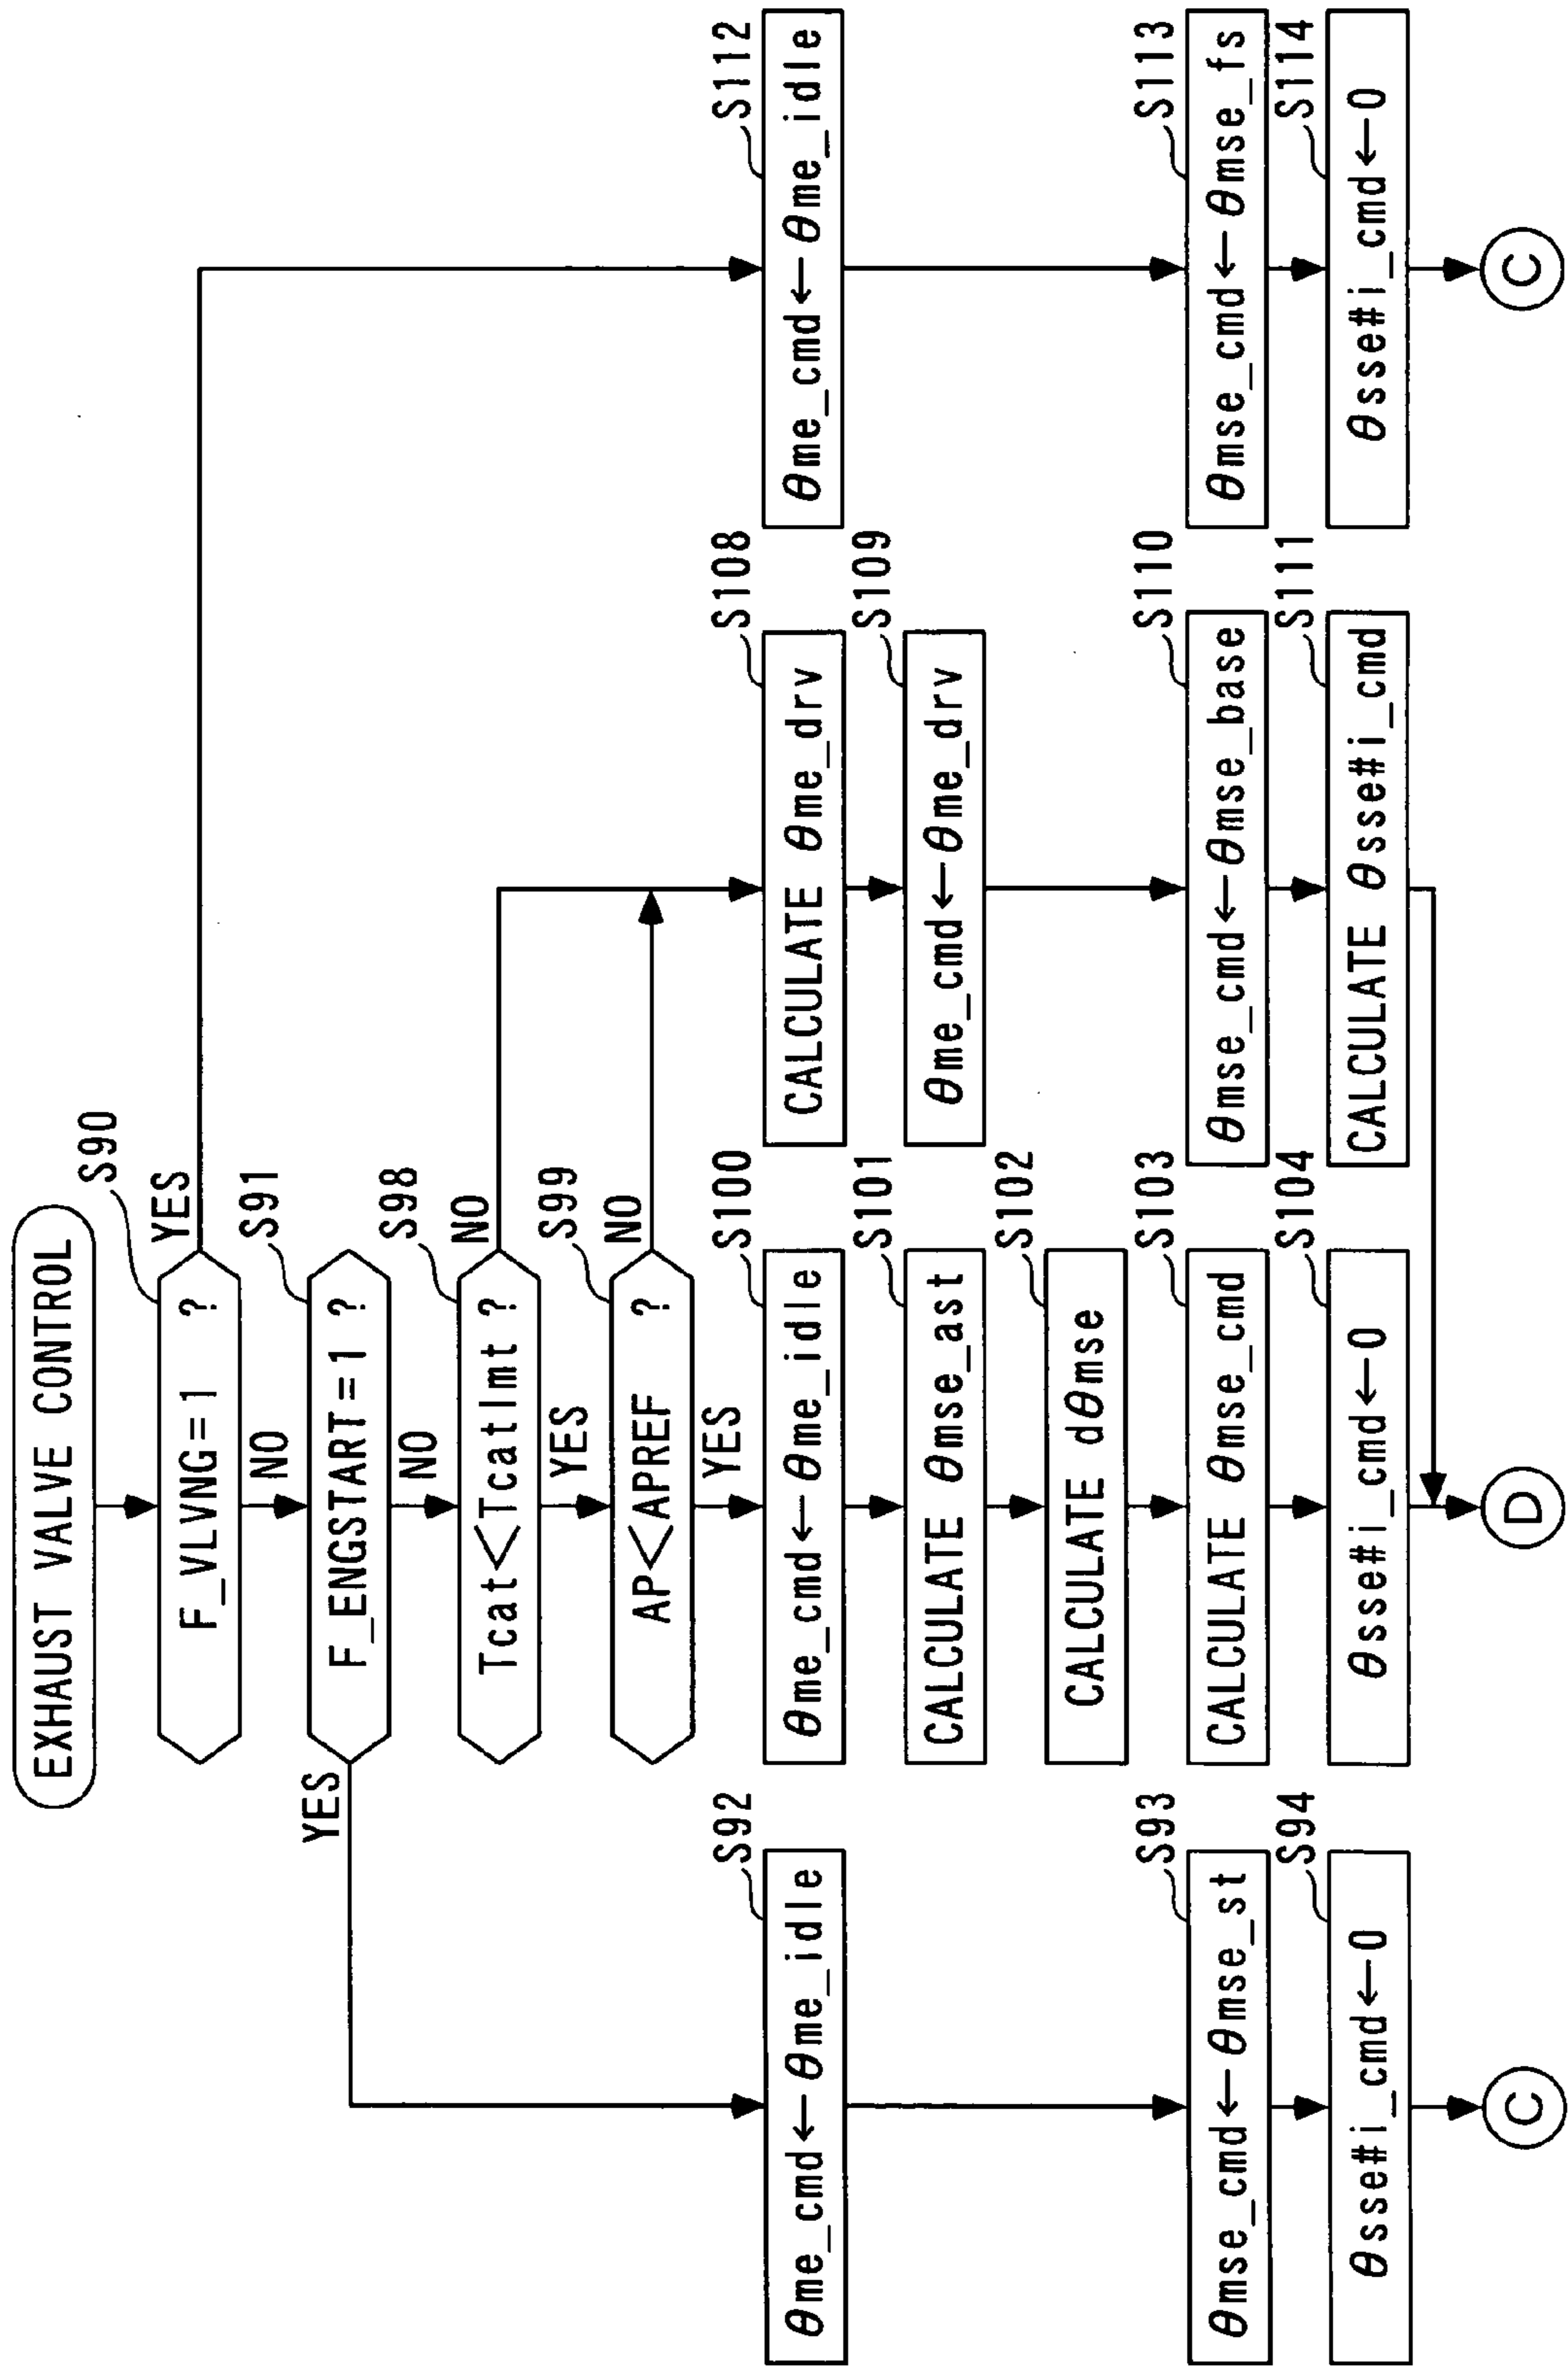 EXHAUST VALVE CONTROL
S90
F_VLVNG=1 ?
YES
NO
S91
F_ENGSTART=1 ?
YES
NO
S98
Tcat<Tcatlmt ?
NO
YES
S99
AP<APREF ?
NO
YES
S92
θme_cmd←θme_idle
S93
θmse_cmd←θmse_st
S94
θsse#i_cmd←0
C
S100
θme_cmd←θme_idle
S101
CALCULATE θmse_ast
S102
CALCULATE dθmse
S103
CALCULATE θmse_cmd
S104
θsse#i_cmd←0
D
S108
CALCULATE θme_drv
S109
θme_cmd←θme_drv
S110
θmse_cmd←θmse_base
S111
CALCULATE θsse#i_cmd
S112
θme_cmd←θme_idle
S113
θmse_cmd←θmse_fs
S114
θsse#i_cmd←0
C